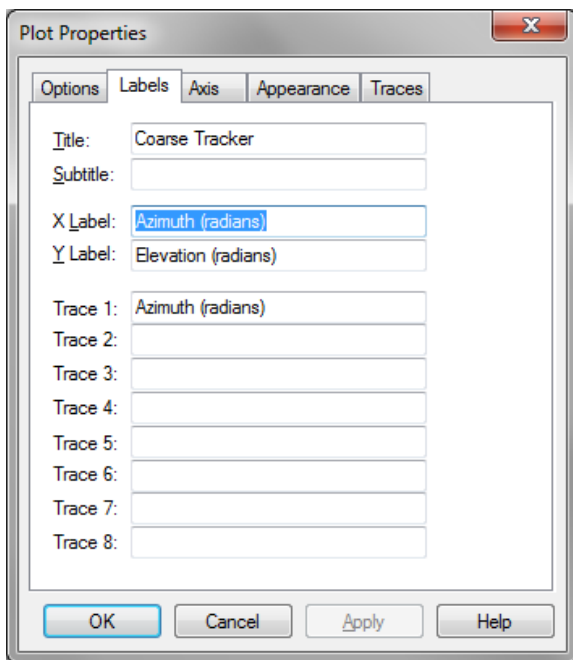 Plot Properties
Options Labels Axis Appearance Traces
Title: Coarse Tracker
Subtitle:
X Label: Azimuth (radians)
Y Label: Elevation (radians)
Trace 1: Azimuth (radians)
Trace 2:
Trace 3:
Trace 4:
Trace 5:
Trace 6:
Trace 7:
Trace 8:
OK Cancel Apply Help